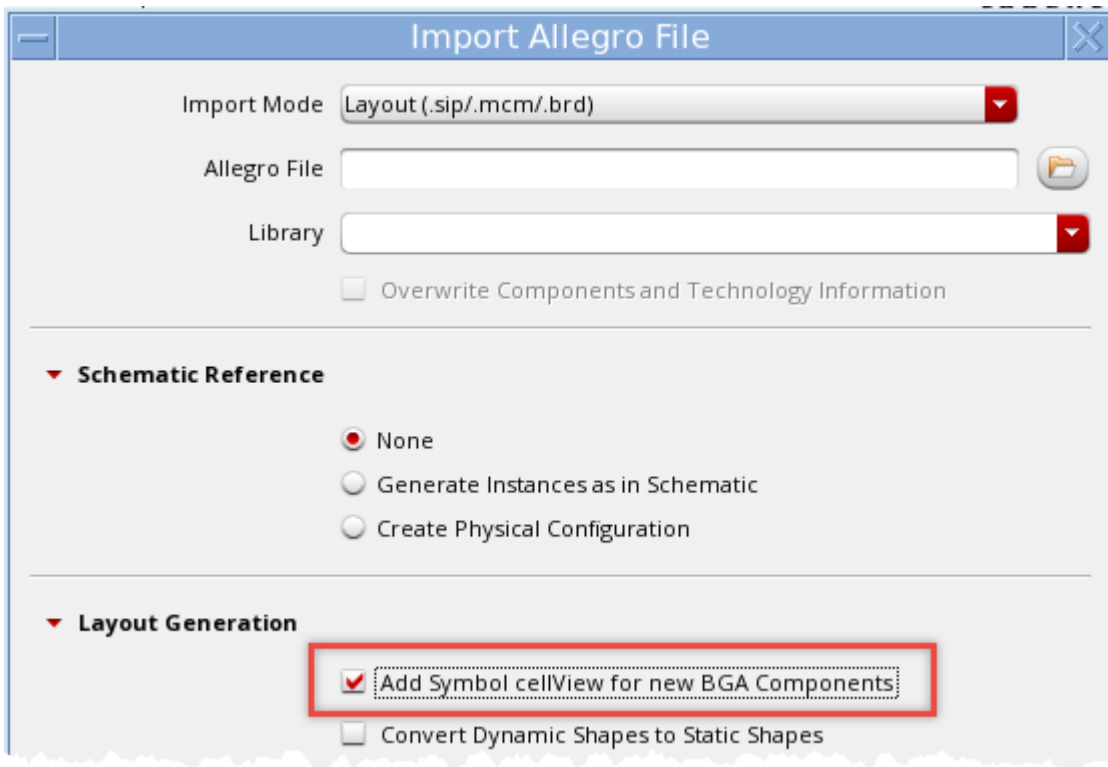 Import Allegro File
Import Mode Layout (.sip/.mcm/.brd)
Allegro File
Library
Overwrite Components and Technology Information
Schematic Reference
None
Generate Instances as in Schematic
Create Physical Configuration
Layout Generation
Add Symbol cellView for new BGA Components
Convert Dynamic Shapes to Static Shapes